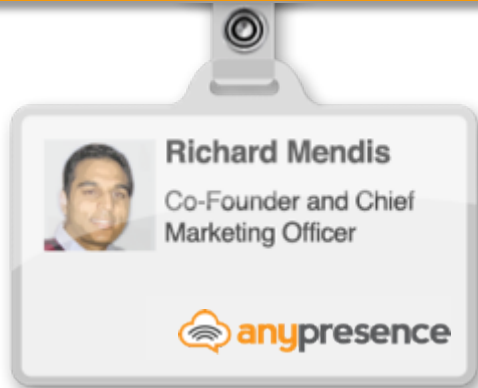 Richard Mendis
Co-Founder and Chief
Marketing Officer
anypresence